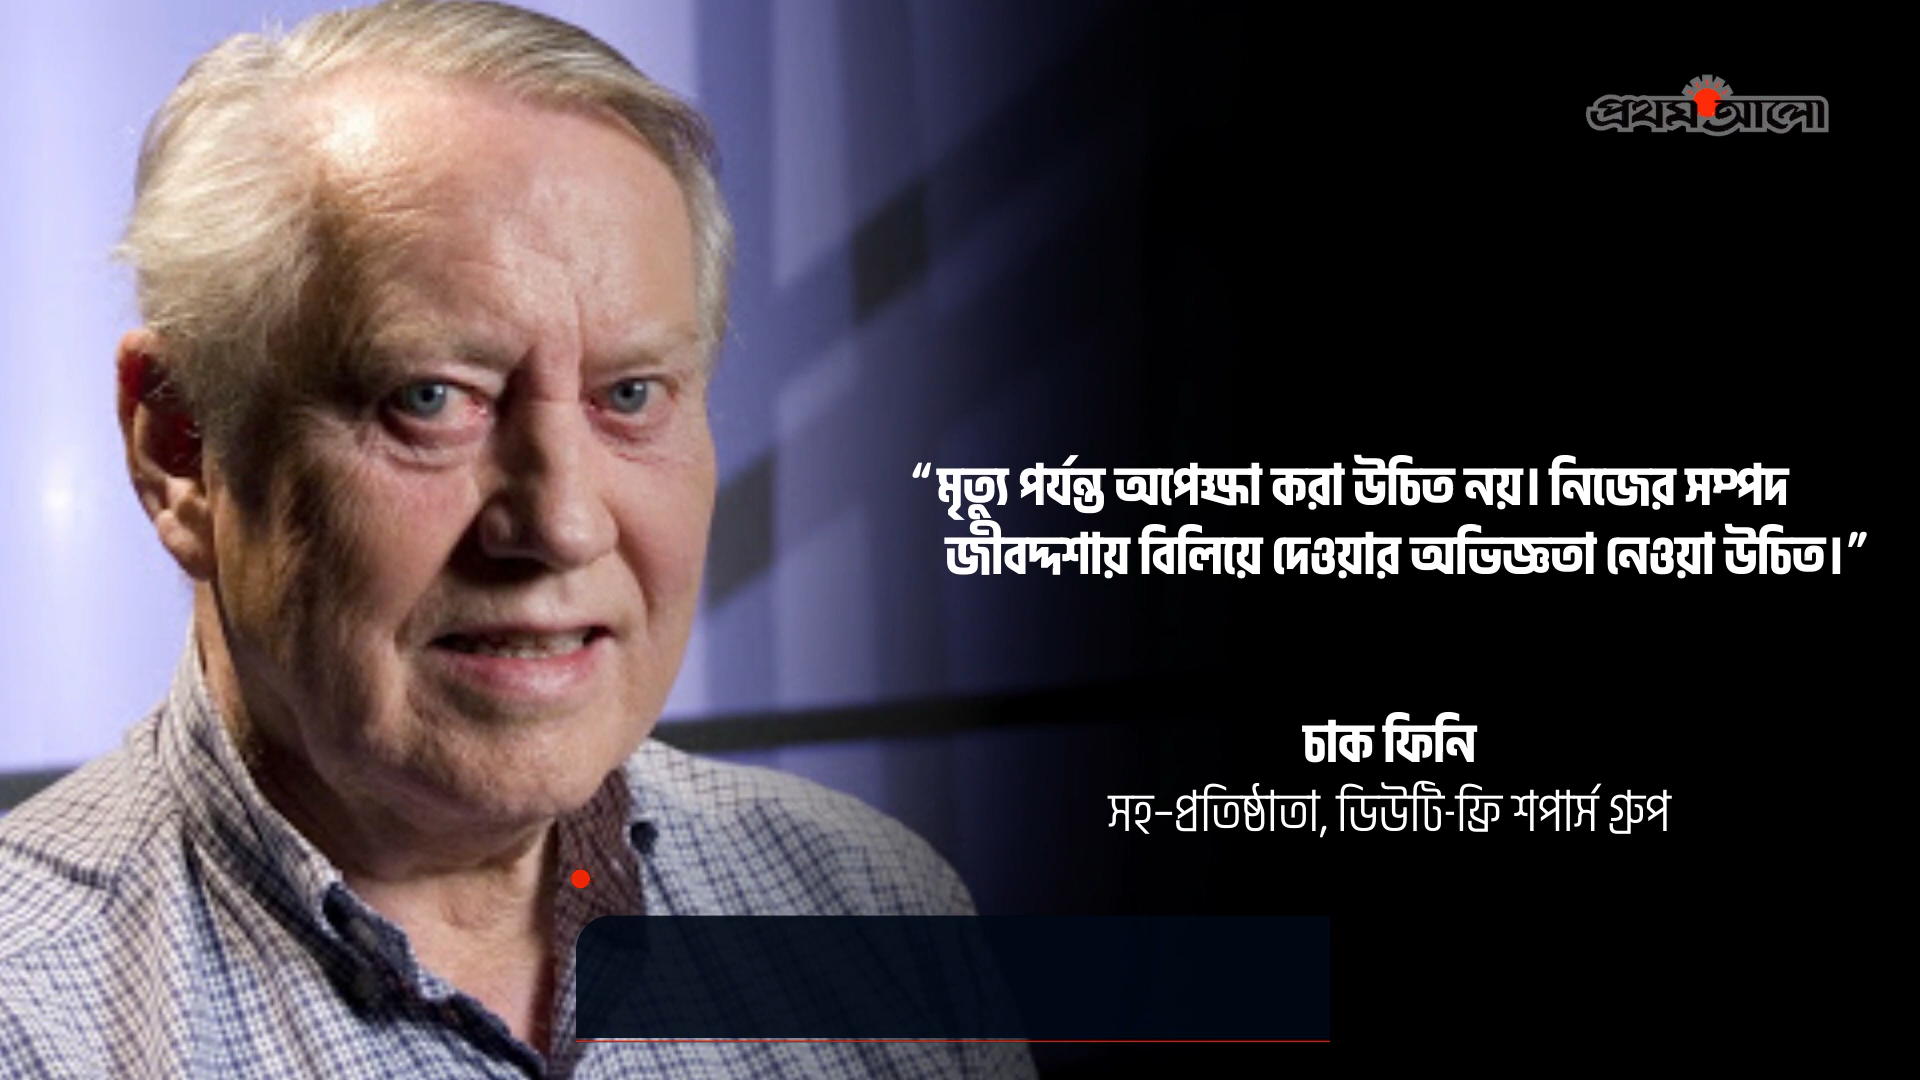 প্রথম আলো
“মৃত্যু পর্যন্ত অপেক্ষা করা উচিত নয়। নিজের সম্পদ
জীবদ্দশায় বিলিয়ে দেওয়ার অভিজ্ঞতা নেওয়া উচিত।”
চাক ফিনি
সহ-প্রতিষ্ঠাতা, ডিউটি-ফ্রি শপার্স গ্রুপ